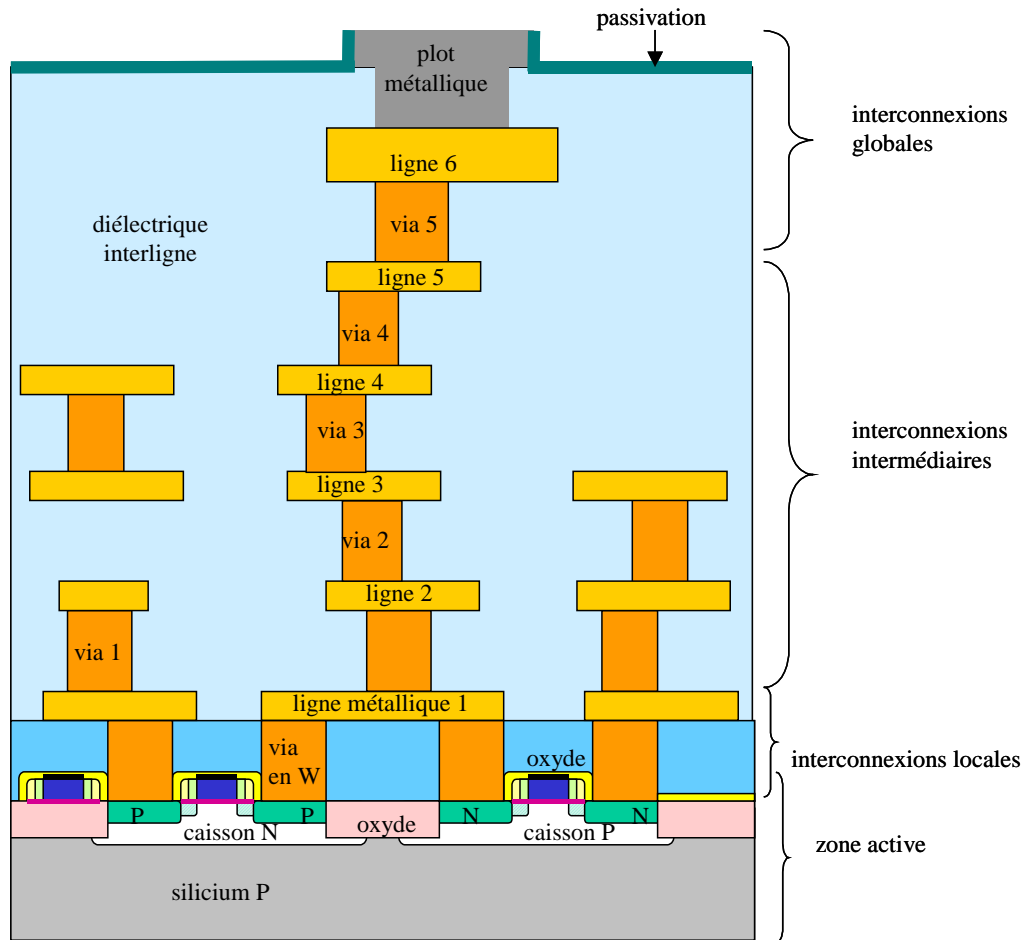 passivation
plot
métallique
interconnexions
globales
ligne 6
via 5
diélectrique
interligne
ligne 5
via 4
ligne 4
via 3
interconnexions
intermédiaires
ligne 3
via 2
ligne 2
via 1
ligne métallique 1
via
en W
oxyde
interconnexions locales
P
P
oxyde
N
N
caisson N
caisson P
zone active
silicium P